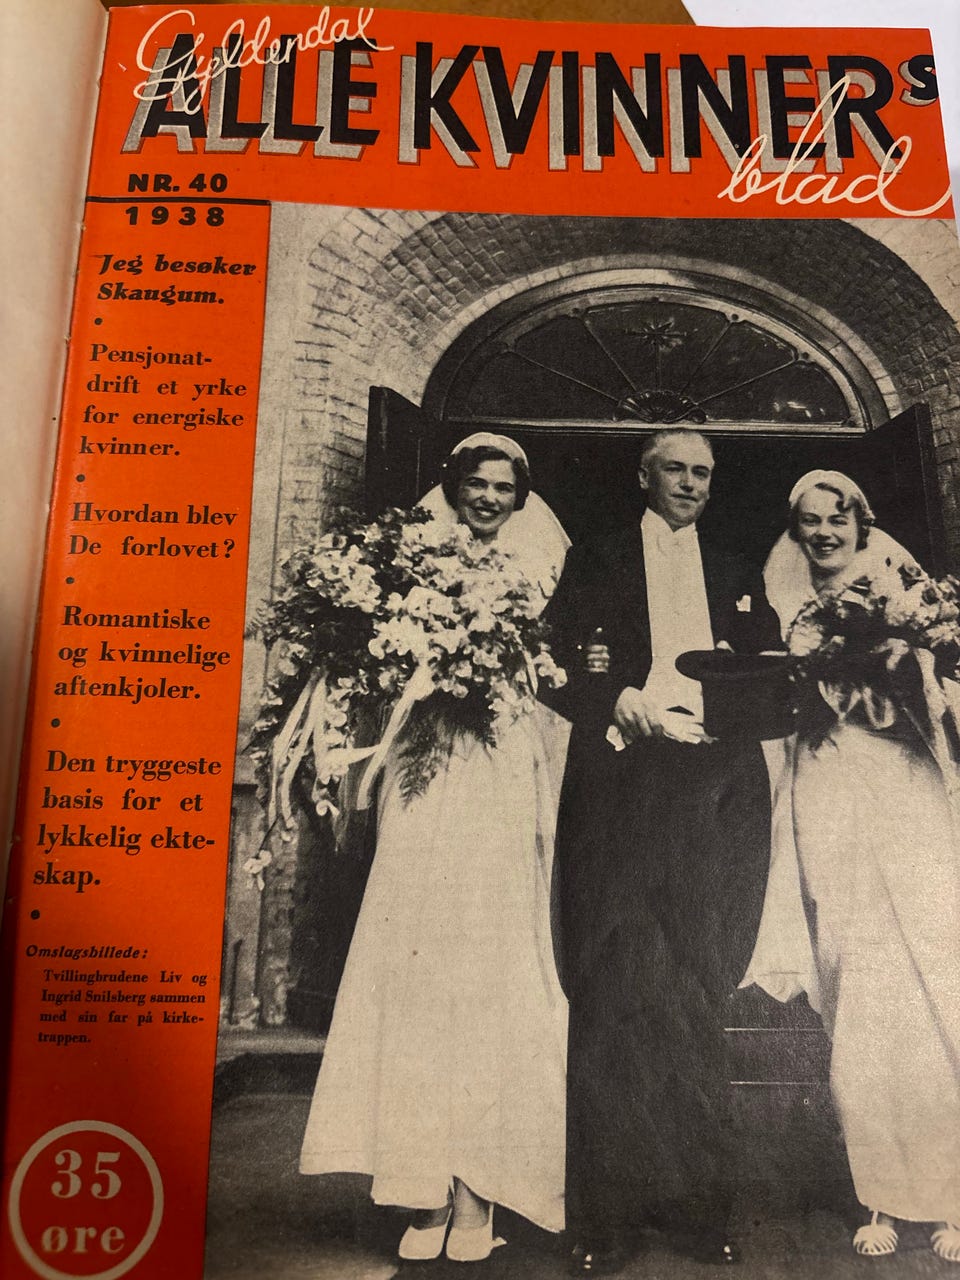 Gyldendal
ALLE KVINNERS
blad
NR. 40
1938
Jeg besøker
Skaugum.
•
Pensjonat-
drift et yrke
for energiske
kvinner.
•
Hvordan blev
De forlovet?
•
Romantiske
og kvinnelige
aftenkjoler.
•
Den tryggeste
basis for et
lykkelig ekte-
skap.
•
Omslagsbillede:
Tvillingbrudene Liv og
Ingrid Snilsberg sammen
med sin far på kirke-
trappen.
35
øre